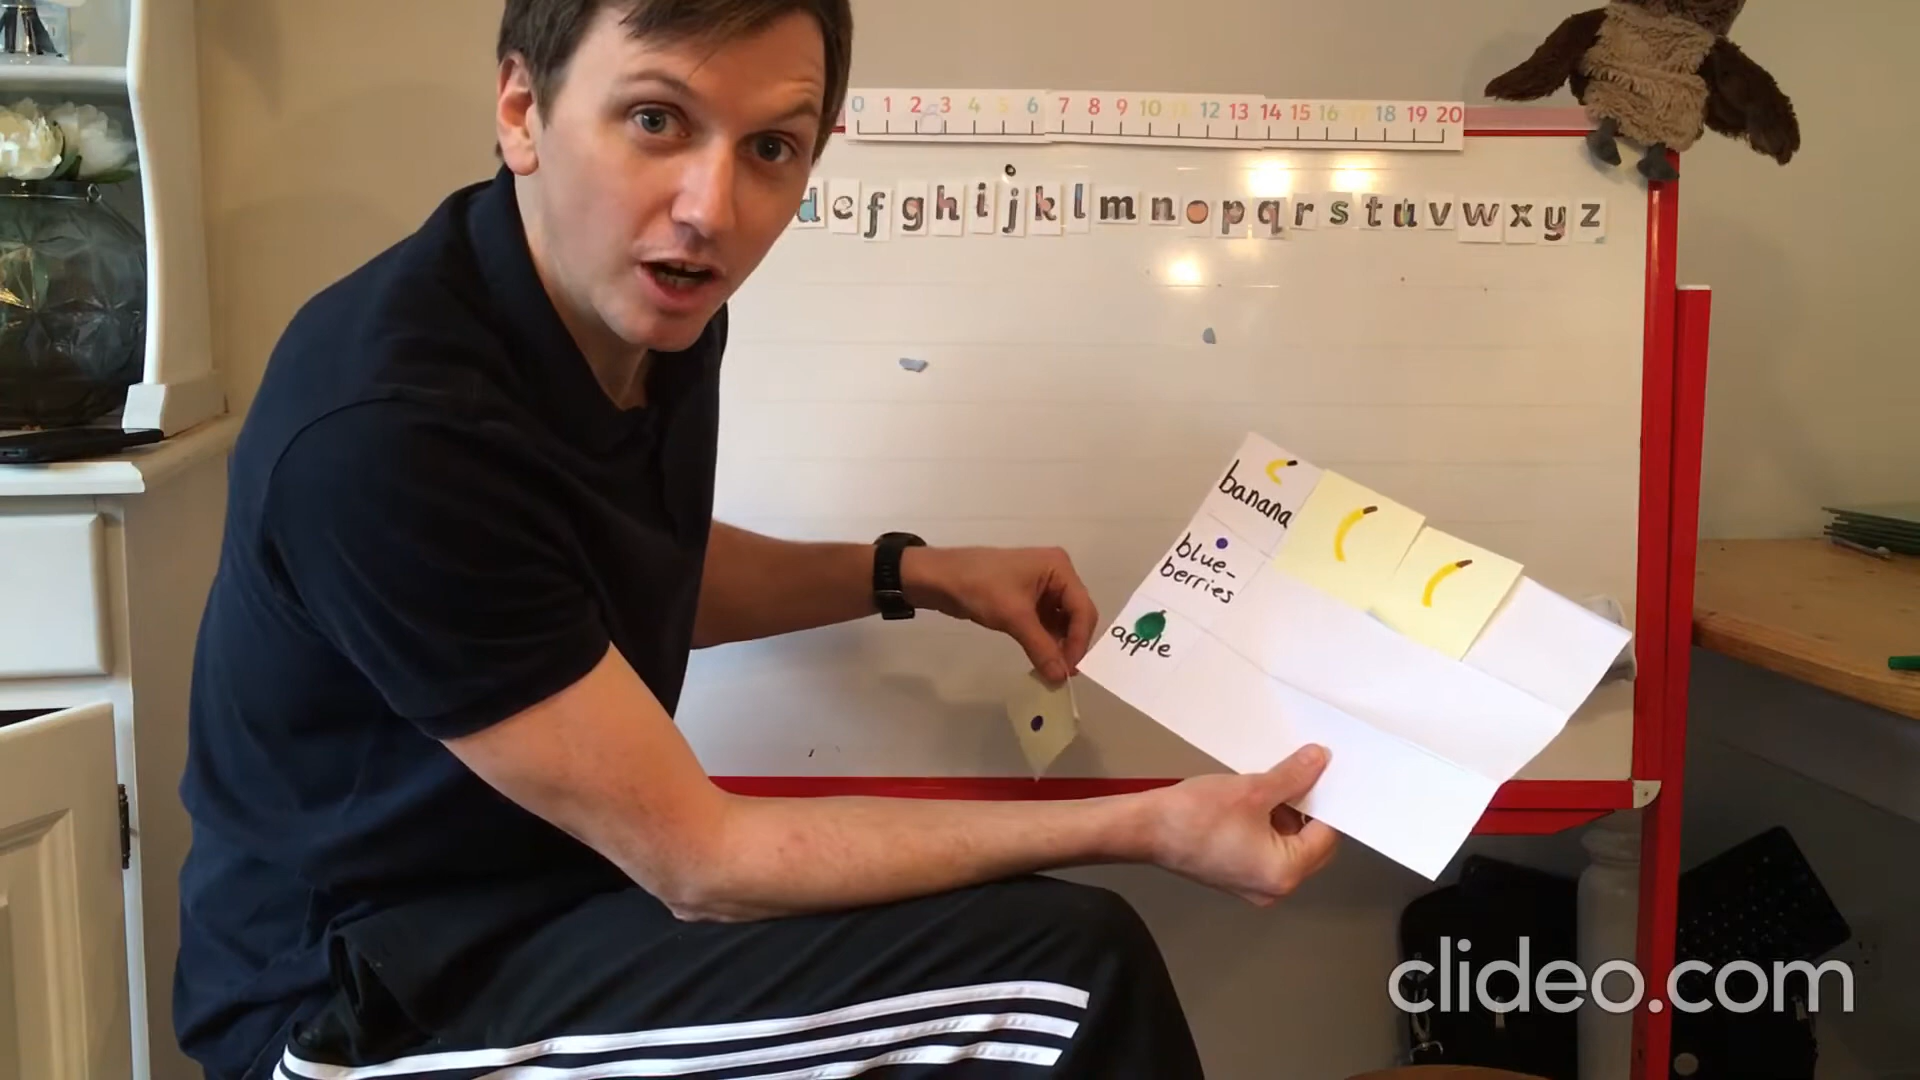 0 1 2 3 4 5 6 7 8 9 10 11 12 13 14 15 16 17 18 19 20
d e f g h i j k l m n o p q r s t u v w x y z
banana
blue-
berries
apple
clideo.com